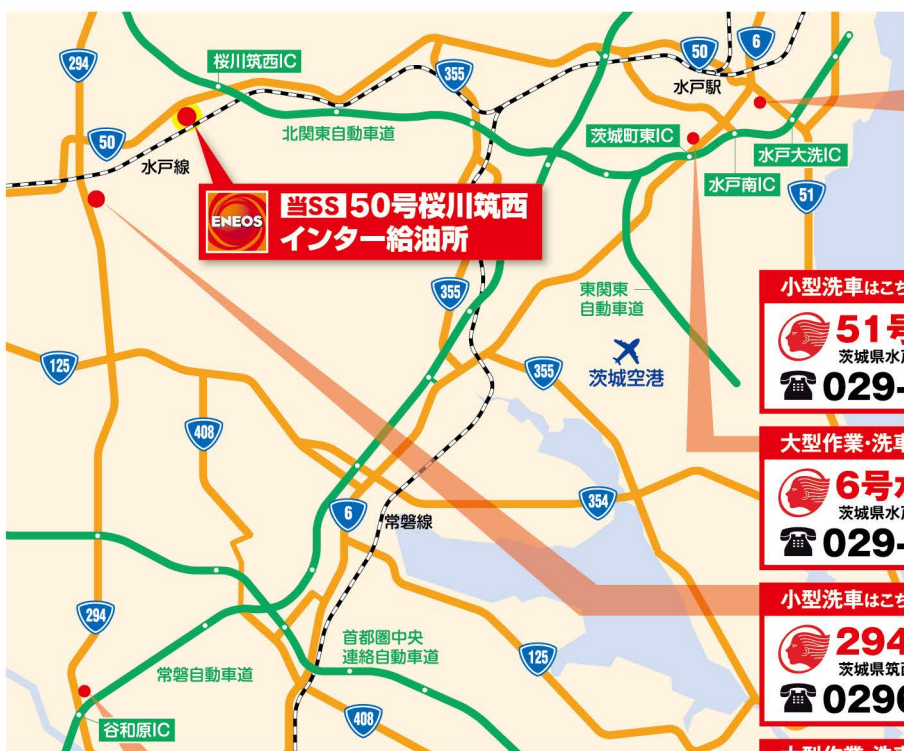 294
桜川筑西IC
355
50
6
水戸駅
50
水戸線
北関東自動車道
茨城町東IC
水戸南IC
水戸大洗IC
51
ENEOS
当SS 50号桜川筑西
インター給油所
355
東関東
自動車道
茨城空港
125
408
355
6
常磐線
354
294
常磐自動車道
首都圏中央
連絡自動車道
125
408
谷和原IC
小型洗車はこち
51号
茨城県水戸
029-
大型作業・洗車
6号水
茨城県水戸
029-
小型洗車はこち
294
茨城県筑西
0296